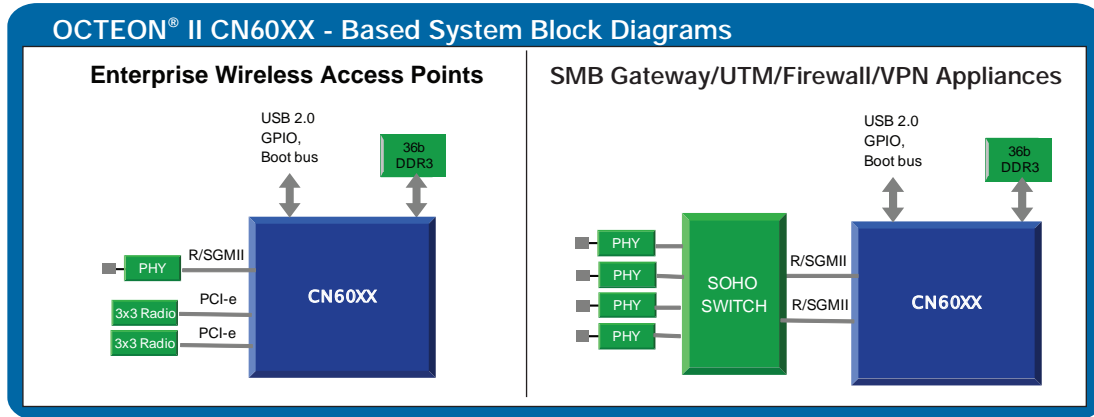 OCTEON® II CN60XX - Based System Block Diagrams
Enterprise Wireless Access Points
USB 2.0
GPIO,
Boot bus
36b
DDR3
R/SGMII
PHY
CN60XX
PCI-e
3x3 Radio
PCI-e
3x3 Radio
SMB Gateway/UTM/Firewall/VPN Appliances
USB 2.0
GPIO,
Boot bus
36b
DDR3
PHY
PHY
PHY
PHY
SOHO
SWITCH
R/SGMII
R/SGMII
CN60XX